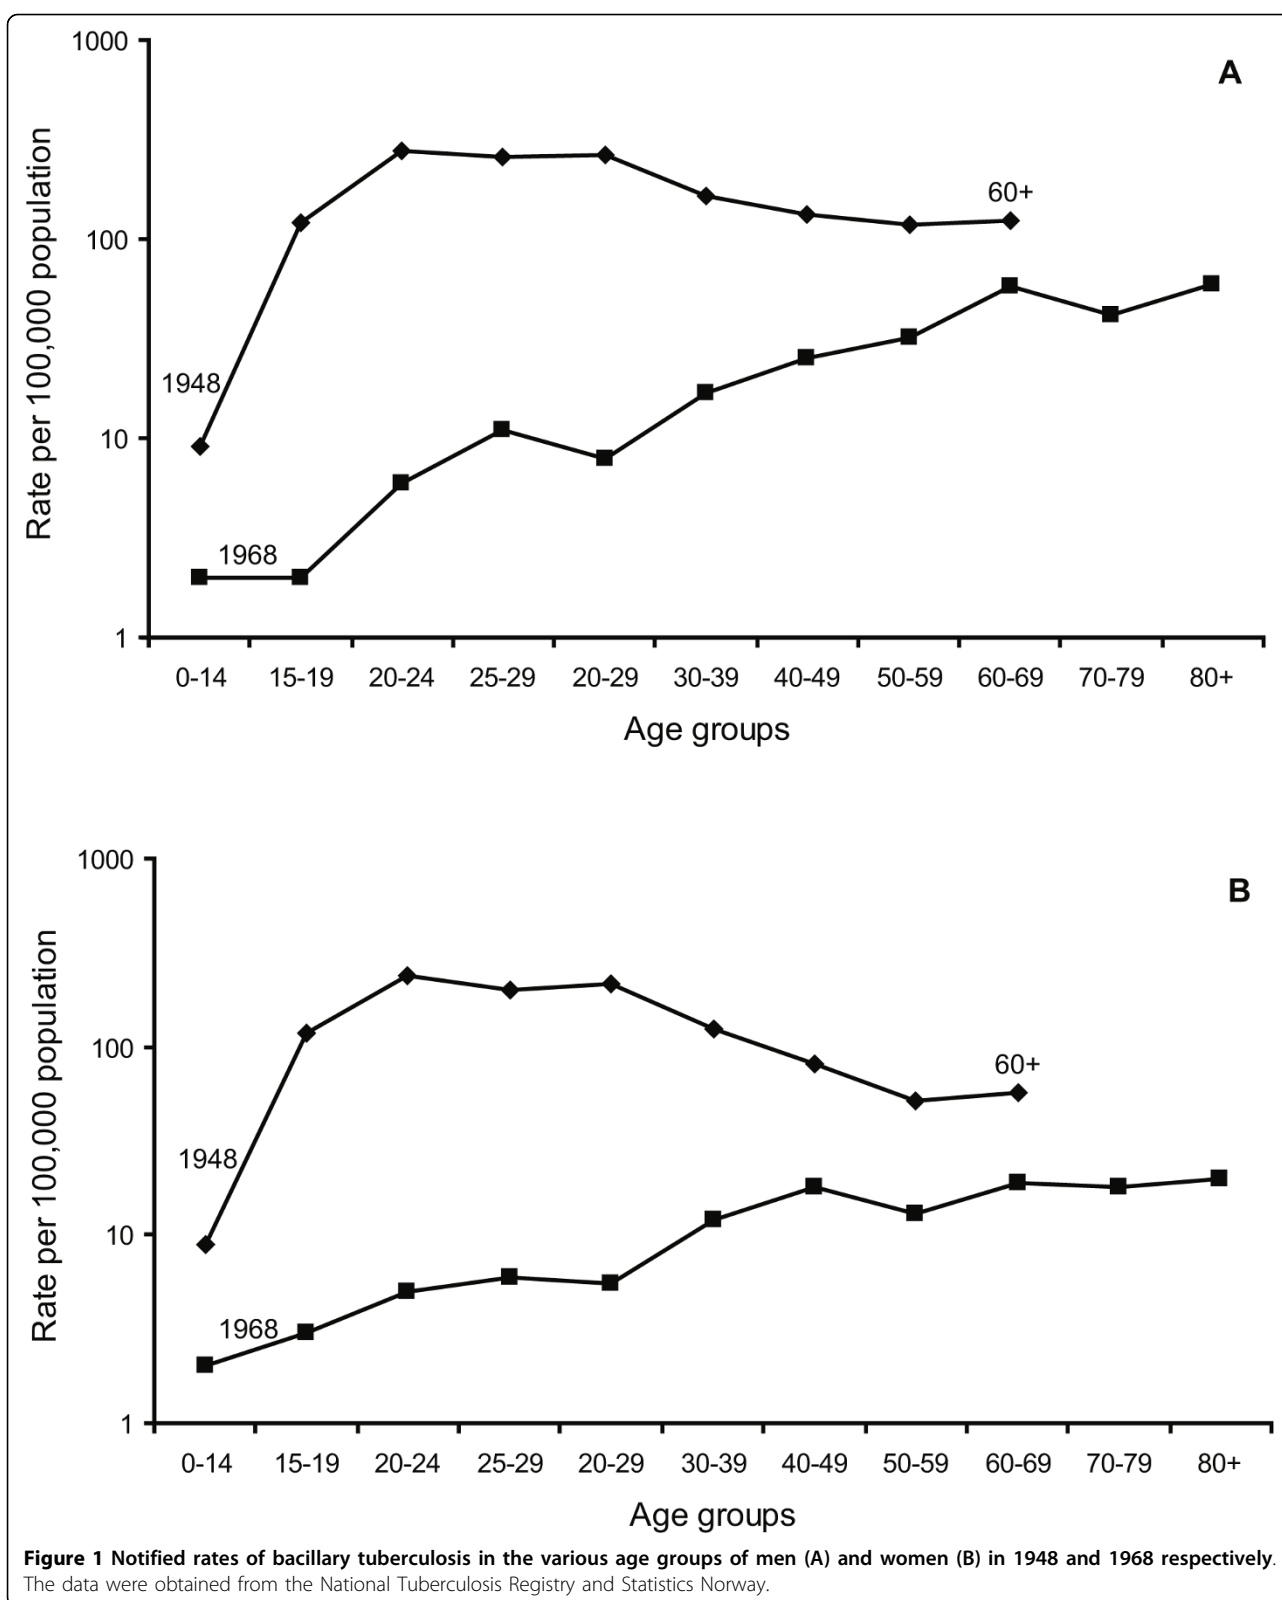 1000
A
Rate per 100,000 population
60+
100
1948
10
1968
1
0-14 15-19 20-24 25-29 20-29 30-39 40-49 50-59 60-69 70-79 80+
Age groups
1000
B
Rate per 100,000 population
100
60+
1948
10
1968
1
0-14 15-19 20-24 25-29 20-29 30-39 40-49 50-59 60-69 70-79 80+
Age groups
Figure 1 Notified rates of bacillary tuberculosis in the various age groups of men (A) and women (B) in 1948 and 1968 respectively.
The data were obtained from the National Tuberculosis Registry and Statistics Norway.